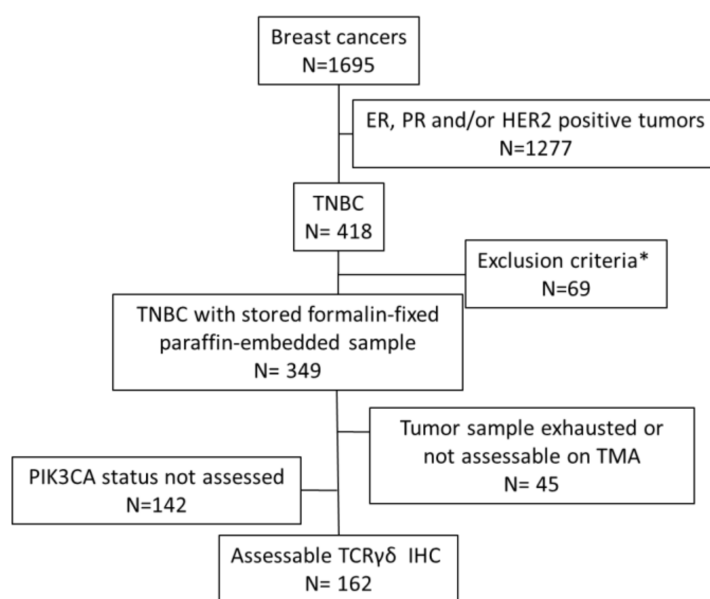 Breast cancers
N=1695
ER, PR and/or HER2 positive tumors
N=1277
TNBC
N= 418
Exclusion criteria*
N=69
TNBC with stored formalin-fixed
paraffin-embedded sample
N= 349
Tumor sample exhausted or
not assessable on TMA
N= 45
PIK3CA status not assessed
N=142
Assessable TCRγδ IHC
N= 162